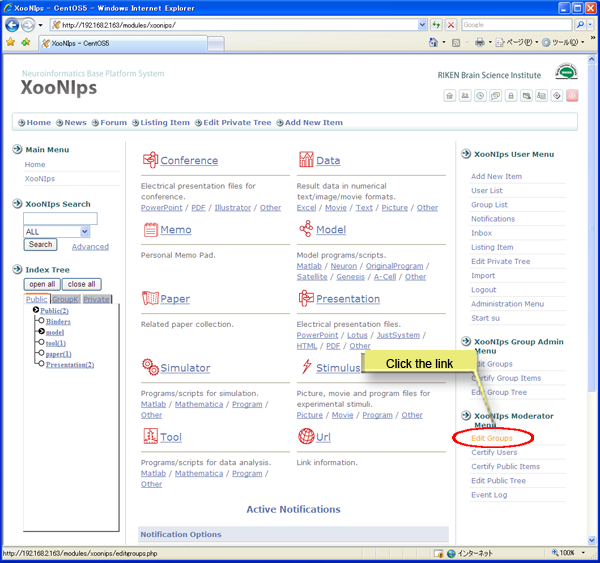 XooNIps - CentOS5 - Windows Internet Explorer
http://192.168.2.163/modules/xoonips/
Google
XooNIps - CentOS5
ページ(P)
ツール(O)
Neuroinformatics Base Platform System
XooNIps
RIKEN Brain Science Institute
Home News Forum Listing Item Edit Private Tree Add New Item
Main Menu
Home
XooNIps
XooNIps Search
ALL
Search Advanced
Index Tree
open all close all
Public GroupK Private
Public(2)
Binders
model
tool(1)
paper(1)
Presentation(2)
Conference
Electrical presentation files for
conference.
PowerPoint / PDF / Illustrator / Other
Data
Result data in numerical
text/image/movie formats.
Excel / Movie / Text / Picture / Other
Memo
Personal Memo Pad.
Model
Model programs/scripts.
Matlab / Neuron / OriginalProgram /
Satellite / Genesis / A-Cell / Other
Paper
Related paper collection.
Presentation
Electrical presentation files.
PowerPoint / Lotus / JustSystem /
HTML / PDF / Other
Simulator
Programs/scripts for simulation.
Matlab / Mathematica / Program /
Other
Stimulus
Picture, movie and program files for
experimental stimuli.
Picture / Movie / Program / Other
Tool
Programs/scripts for data analysis.
Matlab / Mathematica / Program /
Other
Url
Link information.
Active Notifications
Notification Options
XooNIps User Menu
Add New Item
User List
Group List
Notifications
Inbox
Listing Item
Edit Private Tree
Import
Logout
Administration Menu
Start su
XooNIps Group Admin
Menu
Edit Groups
Certify Group Items
Edit Group Tree
Click the link
XooNIps Moderator
Menu
Edit Groups
Certify Users
Certify Public Items
Edit Public Tree
Event Log
http://192.168.2.163/modules/xoonips/editgroups.php
インターネット
100%